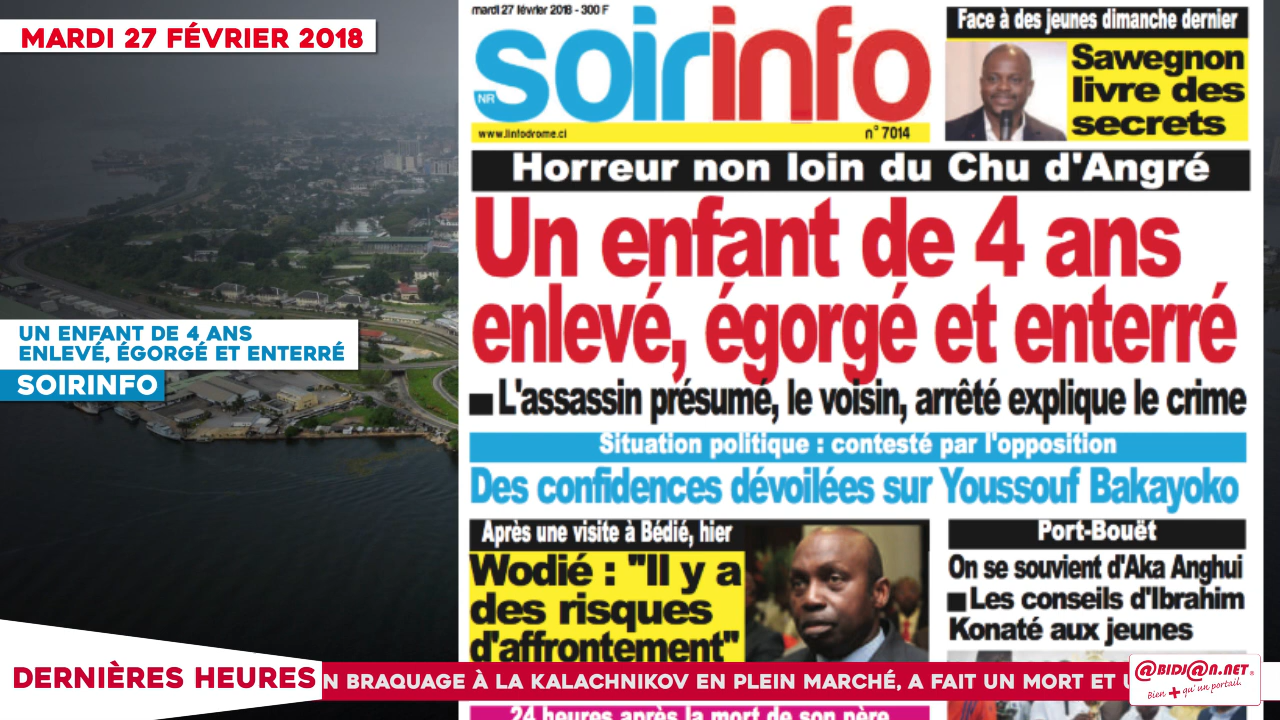 MARDI 27 FÉVRIER 2018
UN ENFANT DE 4 ANS
ENLEVÉ, ÉGORGÉ ET ENTERRÉ
SOIRINFO
mardi 27 février 2018 - 300 F
soirinfo
NR
www.linfodrome.ci
n° 7014
Face à des jeunes dimanche dernier
Sawegnon
livre des
secrets
Horreur non loin du Chu d'Angré
Un enfant de 4 ans
enlevé, égorgé et enterré
■ L'assassin présumé, le voisin, arrêté explique le crime
Situation politique : contesté par l'opposition
Des confidences dévoilées sur Youssouf Bakayoko
Après une visite à Bédié, hier
Wodié : "Il y a
des risques
d'affrontement"
Port-Bouët
On se souvient d'Aka Anghui
■ Les conseils d'Ibrahim
Konaté aux jeunes
DERNIÈRES HEURES
N BRAQUAGE À LA KALACHNIKOV EN PLEIN MARCHÉ, A FAIT UN MORT ET U
@BIDJ@N.NET®
Bien + qu'un portail.
24 heures après la mort de son père